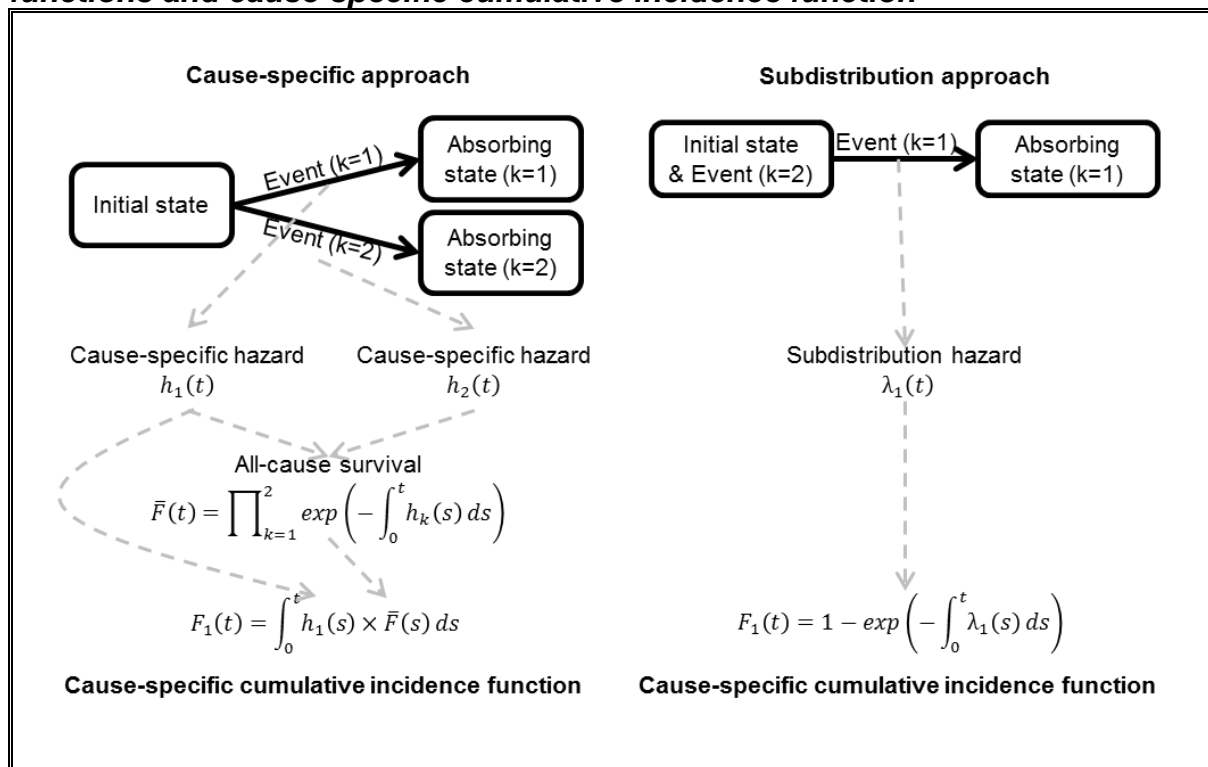 functions and cause-specific cumulative incidence function
Cause-specific approach
Initial state
Event (k=1)
Event (k=2)
Absorbing
state (k=1)
Absorbing
state (k=2)
Cause-specific hazard
h₁(t)
Cause-specific hazard
h₂(t)
All-cause survival
F̄(t) = ∏²ₖ₌₁ exp(−∫₀ᵗ hₖ(s) ds)
F₁(t) = ∫₀ᵗ h₁(s) × F̄(s) ds
Cause-specific cumulative incidence function
Subdistribution approach
Initial state
& Event (k=2)
Event (k=1)
Absorbing
state (k=1)
Subdistribution hazard
λ₁(t)
F₁(t) = 1 − exp(−∫₀ᵗ λ₁(s) ds)
Cause-specific cumulative incidence function